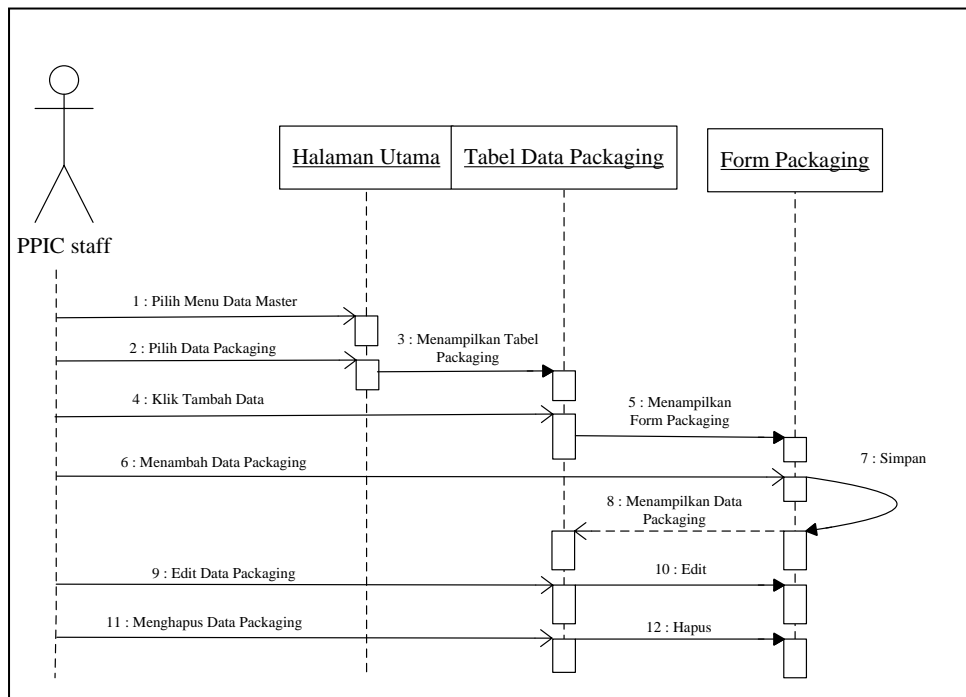 Halaman Utama
Tabel Data Packaging
Form Packaging
PPIC staff
1 : Pilih Menu Data Master
2 : Pilih Data Packaging
3 : Menampilkan Tabel
Packaging
4 : Klik Tambah Data
5 : Menampilkan
Form Packaging
6 : Menambah Data Packaging
7 : Simpan
8 : Menampilkan Data
Packaging
9 : Edit Data Packaging
10 : Edit
11 : Menghapus Data Packaging
12 : Hapus